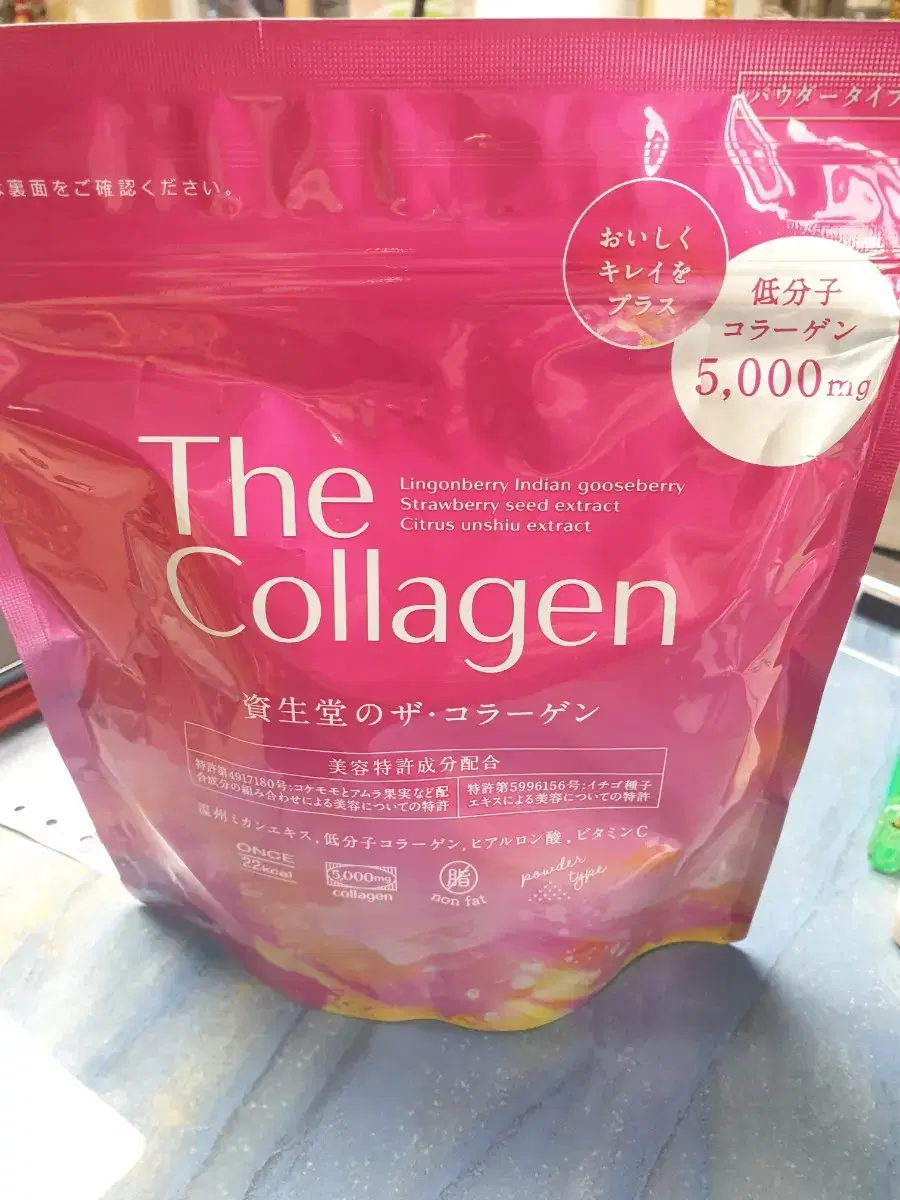 パウダータイプ
裏面をご確認ください。
おいしく
キレイを
プラス
低分子
コラーゲン
5,000mg
The
Collagen
Lingonberry Indian gooseberry
Strawberry seed extract
Citrus unshiu extract
資生堂のザ・コラーゲン
美容特許成分配合
特許第4917180号:コケモモとアムラ果実など配
合成分の組み合わせによる美容についての特許
特許第5996156号:イチゴ種子
エキスによる美容についての特許
温州ミカンエキス,低分子コラーゲン,ヒアルロン酸,ビタミンC
ONCE
22kcal
5,000mg
collagen
脂
non fat
powder
type